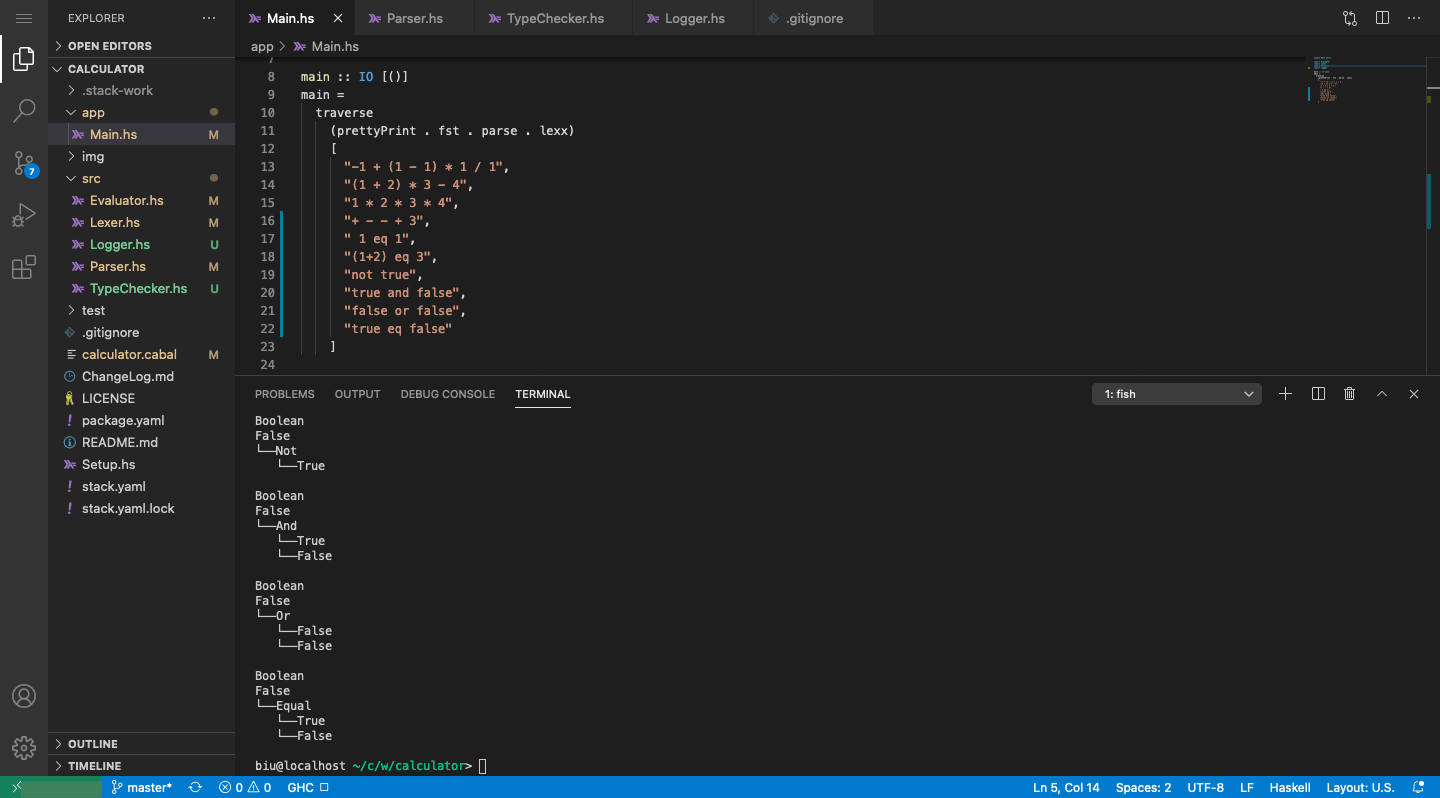 EXPLORER ···
Main.hs Parser.hs TypeChecker.hs Logger.hs .gitignore
OPEN EDITORS
app > Main.hs
CALCULATOR
.stack-work
app
Main.hs M
img
src
Evaluator.hs M
Lexer.hs M
Logger.hs U
Parser.hs M
TypeChecker.hs U
test
.gitignore
calculator.cabal M
ChangeLog.md
LICENSE
package.yaml
README.md
Setup.hs
stack.yaml
stack.yaml.lock
OUTLINE
TIMELINE
7
7
8 main :: IO [()]
9 main =
10 traverse
11 (prettyPrint . fst . parse . lexx)
12 [
13 "-1 + (1 - 1) * 1 / 1",
14 "(1 + 2) * 3 - 4",
15 "1 * 2 * 3 * 4",
16 "+ - - + 3",
17 " 1 eq 1",
18 "(1+2) eq 3",
19 "not true",
20 "true and false",
21 "false or false",
22 "true eq false"
23 ]
24
PROBLEMS OUTPUT DEBUG CONSOLE TERMINAL 1: fish
Boolean
False
└──Not
   └──True
Boolean
False
└──And
   └──True
   └──False
Boolean
False
└──Or
   └──False
   └──False
Boolean
False
└──Equal
   └──True
   └──False
biu@localhost ~/c/w/calculator>
master* 0 0 GHC Ln 5, Col 14 Spaces: 2 UTF-8 LF Haskell Layout: U.S.